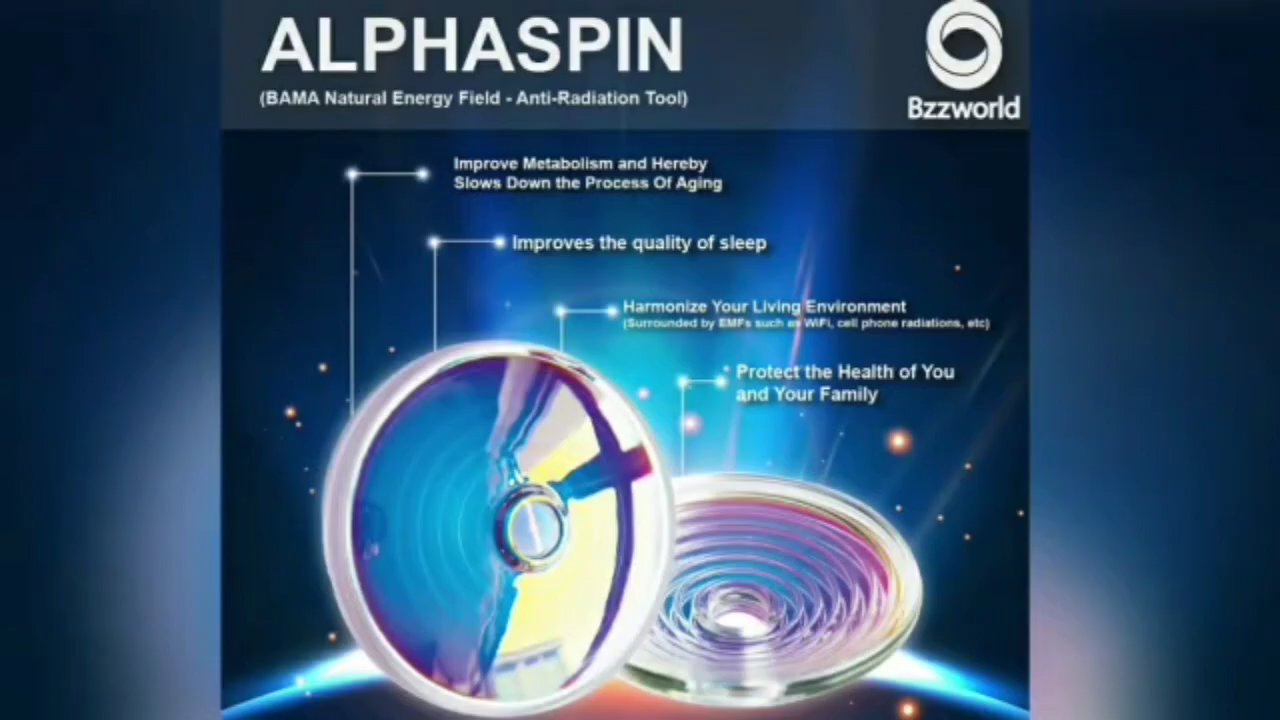 ALPHASPIN
(BAMA Natural Energy Field - Anti-Radiation Tool)
Bzzworld
Improve Metabolism and Hereby
Slows Down the Process Of Aging
Improves the quality of sleep
Harmonize Your Living Environment
(Surrounded by EMFs such as WiFi, cell phone radiations, etc)
Protect the Health of You
and Your Family